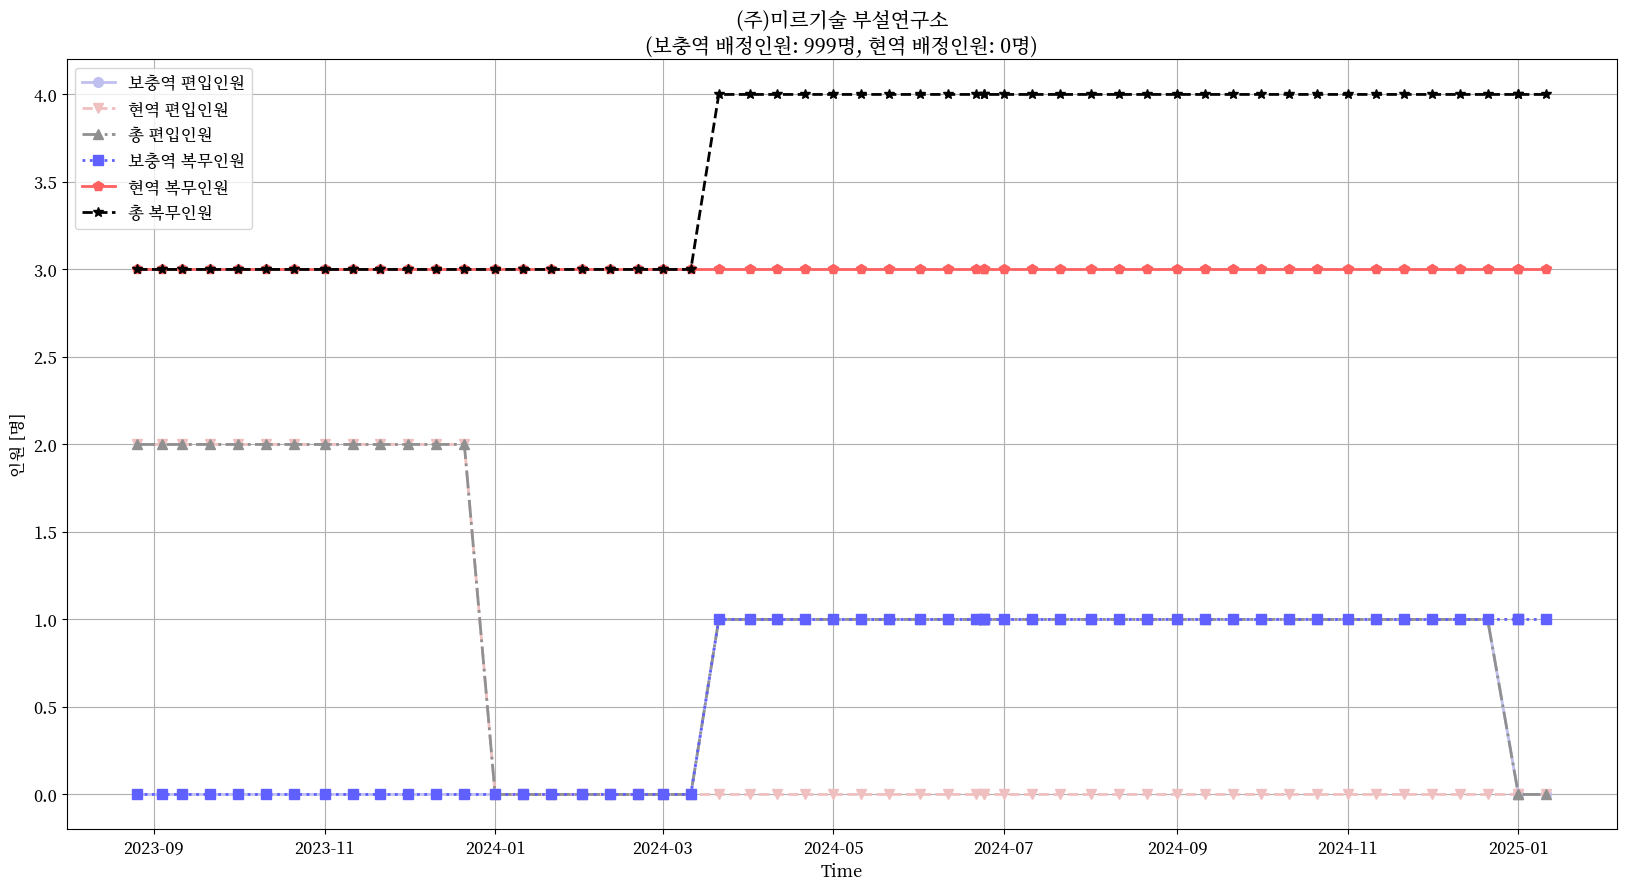 (주)미르기술 부설연구소
(보충역 배정인원: 999명, 현역 배정인원: 0명)
보충역 편입인원
현역 편입인원
총 편입인원
보충역 복무인원
현역 복무인원
총 복무인원
4.0
3.5
3.0
2.5
2.0
1.5
1.0
0.5
0.0
인원 [명]
2023-09 2023-11 2024-01 2024-03 2024-05 2024-07 2024-09 2024-11 2025-01
Time